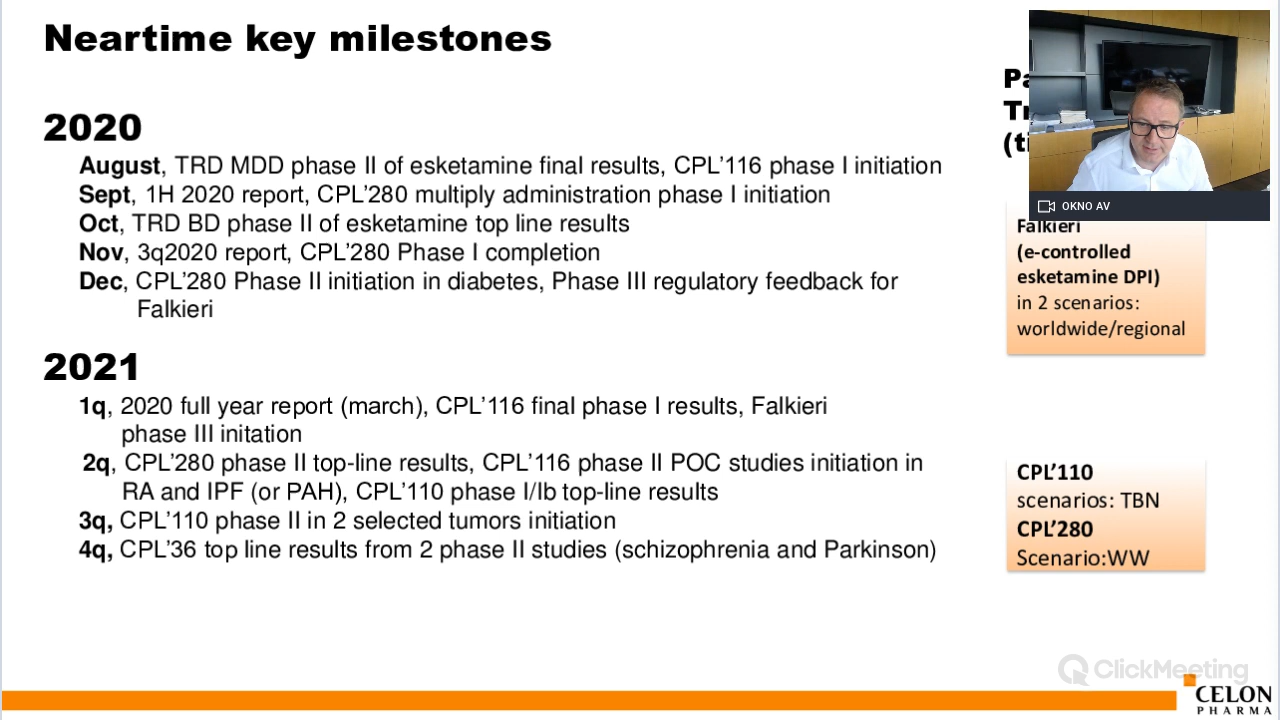 Neartime key milestones
2020
August, TRD MDD phase II of esketamine final results, CPL’116 phase I initiation
Sept, 1H 2020 report, CPL’280 multiply administration phase I initiation
Oct, TRD BD phase II of esketamine top line results
Nov, 3q2020 report, CPL’280 Phase I completion
Dec, CPL’280 Phase II initiation in diabetes, Phase III regulatory feedback for
Falkieri
2021
1q, 2020 full year report (march), CPL’116 final phase I results, Falkieri
phase III initation
2q, CPL’280 phase II top-line results, CPL’116 phase II POC studies initiation in
RA and IPF (or PAH), CPL’110 phase I/Ib top-line results
3q, CPL’110 phase II in 2 selected tumors initiation
4q, CPL’36 top line results from 2 phase II studies (schizophrenia and Parkinson)
OKNO AV
Falkieri
(e-controlled
esketamine DPI)
in 2 scenarios:
worldwide/regional
CPL’110
scenarios: TBN
CPL’280
Scenario:WW
ClickMeeting
CELON
PHARMA